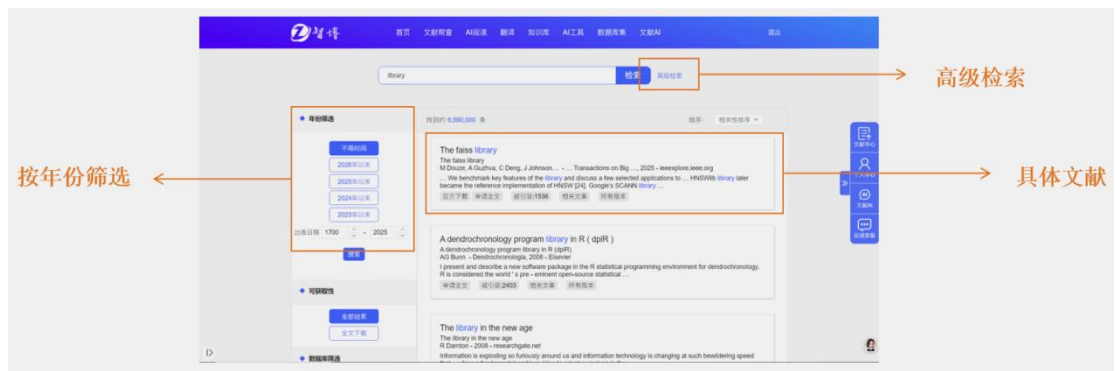 智博
首页 文献帮查 AI阅读 翻译 知识库 AI工具 数据库集 文献AI 退出
library 检索 高级检索
高级检索
年份筛选
不限时间
2026年以来
2025年以来
2024年以来
2023年以来
出版日期 1700 - 2025
搜索
可获取性
全部结果
全文下载
数据库筛选
按年份筛选
找到约 6,590,000 条 排序: 相关性排序
The faiss library
The faiss library
M Douze, A Guzhva, C Deng, J Johnson... - ... Transactions on Big ..., 2025 - ieeexplore.ieee.org
... We benchmark key features of the library and discuss a few selected applications to ... HNSWlib library later
became the reference implementation of HNSW [24]. Google's SCANN library ...
官方下载 申请全文 被引量:1536 相关文章 所有版本
A dendrochronology program library in R ( dplR )
A dendrochronology program library in R (dplR)
AG Bunn - Dendrochronologia, 2008 - Elsevier
I present and describe a new software package in the R statistical programming environment for dendrochronology.
R is considered the world ' s pre - eminent open-source statistical ...
申请全文 被引量:2403 相关文章 所有版本
The library in the new age
The library in the new age
R Darnton - 2008 - researchgate.net
Information is exploding so furiously around us and information technology is changing at such bewildering speed
文献中心
个人中心
文献AI
在线客服
具体文献